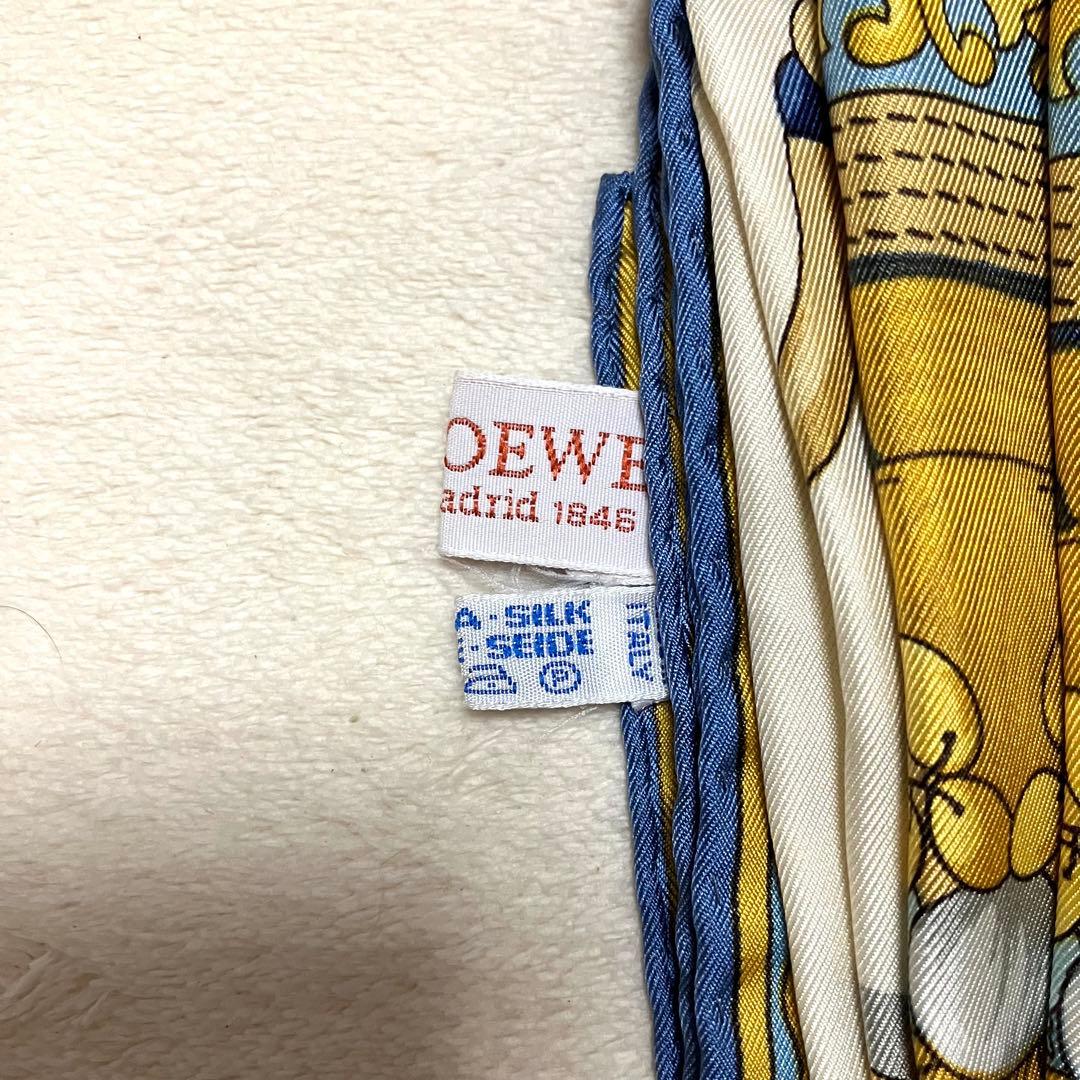 OEWE
adrid 1846
A·SILK
·SEIDE
P
ITALY